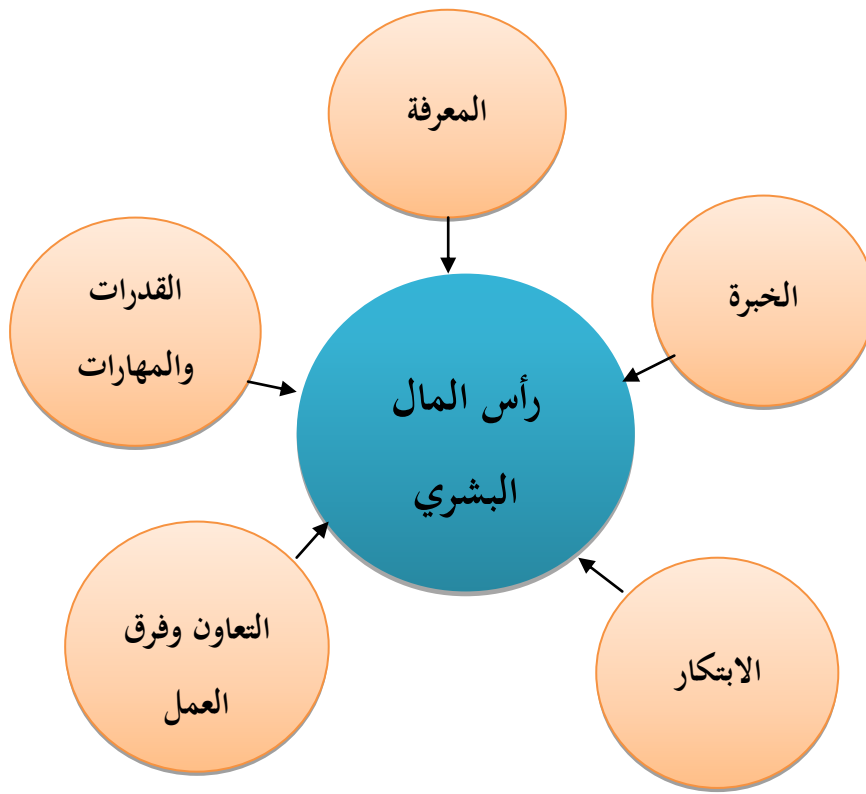 المعرفة
الخبرة
القدرات
والمهارات
رأس المال
البشري
التعاون وفرق
العمل
الابتكار